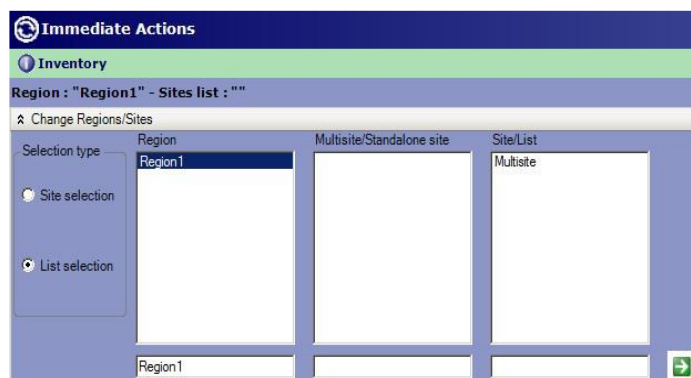 Immediate Actions
Inventory
Region : "Region1" - Sites list : ""
Change Regions/Sites
Selection type
Region
Multisite/Standalone site
Site/List
Region1
Multisite
Site selection
List selection
Region1